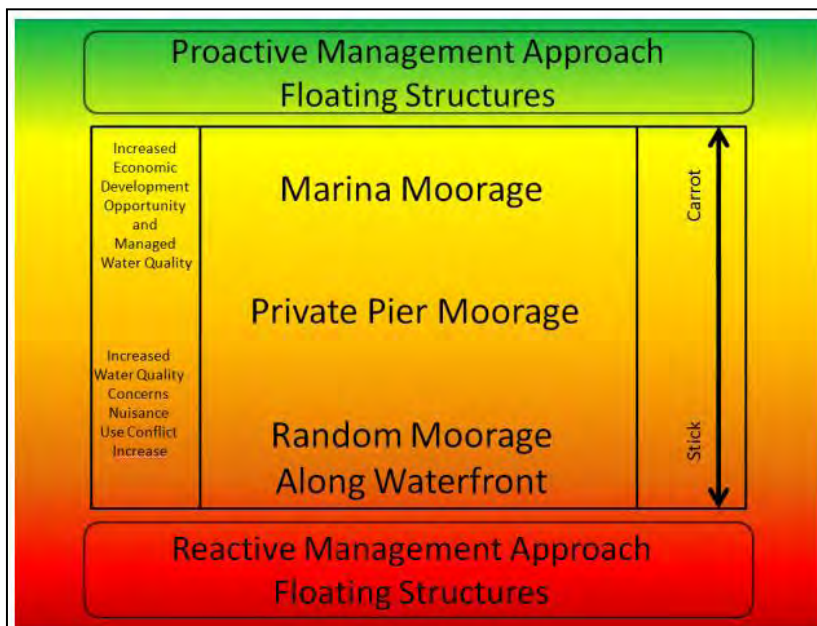 Proactive Management Approach
Floating Structures
Increased
Economic
Development
Opportunity
and
Managed
Water Quality
Marina Moorage
Carrot
Private Pier Moorage
Increased
Water Quality
Concerns
Nuisance
Use Conflict
Increase
Random Moorage
Along Waterfront
Stick
Reactive Management Approach
Floating Structures